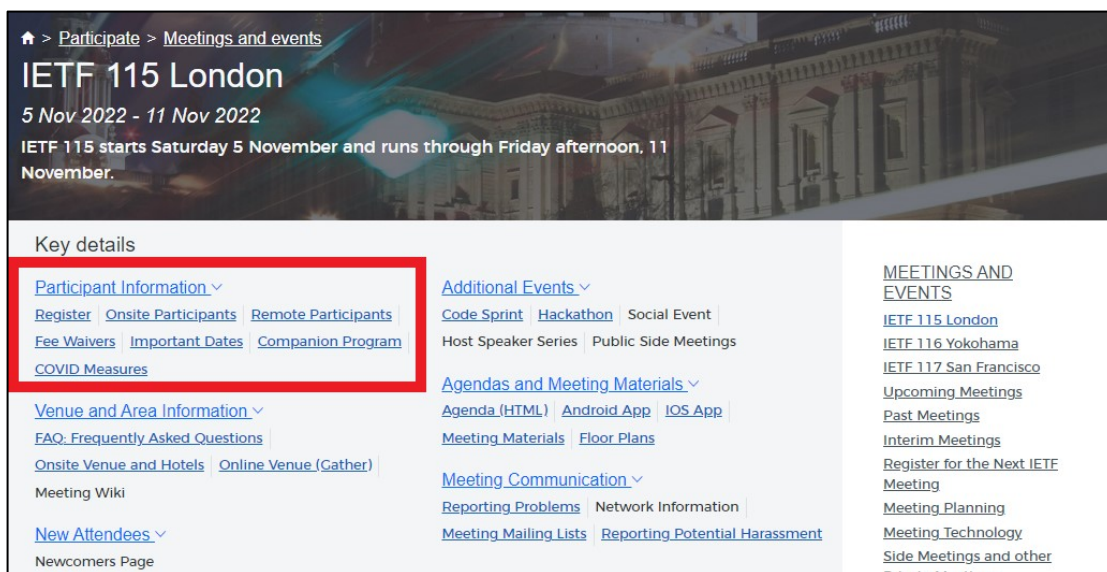 > Participate > Meetings and events
IETF 115 London
5 Nov 2022 - 11 Nov 2022
IETF 115 starts Saturday 5 November and runs through Friday afternoon, 11
November.
Key details
Participant Information
Register Onsite Participants Remote Participants
Fee Waivers Important Dates Companion Program
COVID Measures
Venue and Area Information
FAQ: Frequently Asked Questions
Onsite Venue and Hotels Online Venue (Gather)
Meeting Wiki
New Attendees
Newcomers Page
Additional Events
Code Sprint Hackathon Social Event
Host Speaker Series Public Side Meetings
Agendas and Meeting Materials
Agenda (HTML) Android App IOS App
Meeting Materials Floor Plans
Meeting Communication
Reporting Problems Network Information
Meeting Mailing Lists Reporting Potential Harassment
MEETINGS AND
EVENTS
IETF 115 London
IETF 116 Yokohama
IETF 117 San Francisco
Upcoming Meetings
Past Meetings
Interim Meetings
Register for the Next IETF
Meeting
Meeting Planning
Meeting Technology
Side Meetings and other